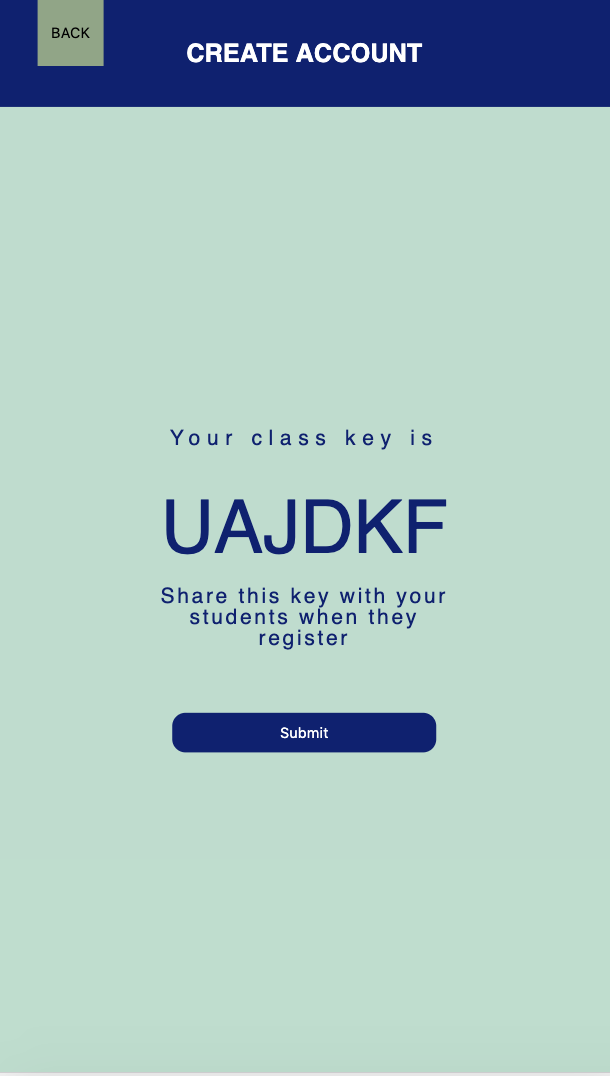 BACK
CREATE ACCOUNT
Your class key is
UAJDKF
Share this key with your
students when they
register
Submit